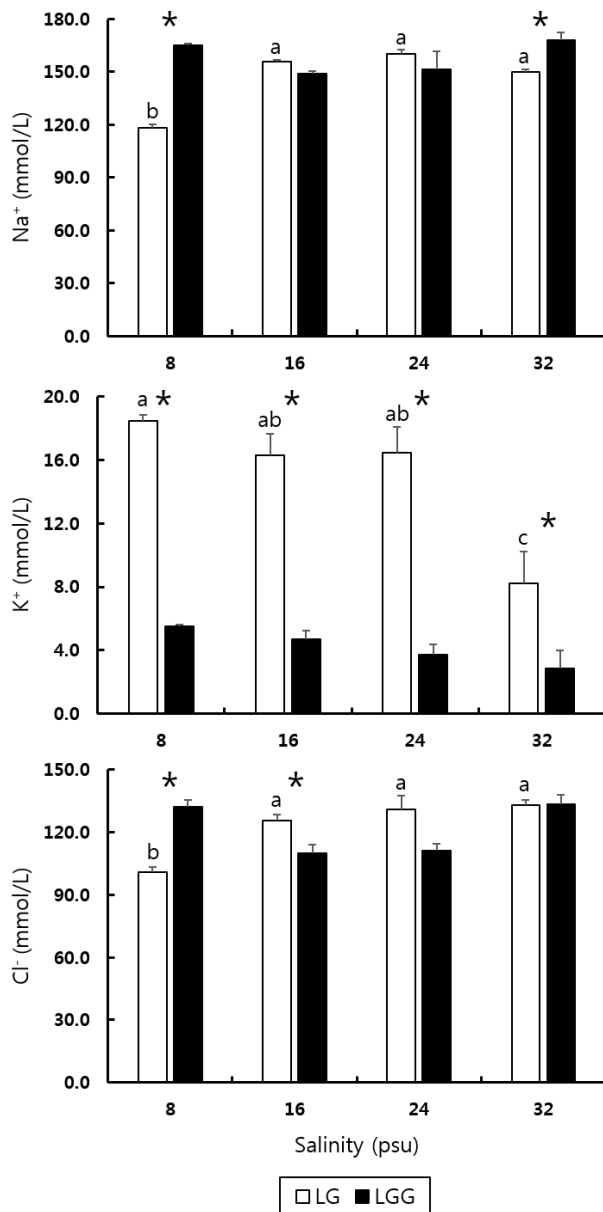 180.0
150.0
120.0
90.0
60.0
30.0
0.0
Na⁺ (mmol/L)
*
*
b
a
a
a
8 16 24 32
20.0
16.0
12.0
8.0
4.0
0.0
K⁺ (mmol/L)
a * ab * ab *
c *
8 16 24 32
150.0
120.0
90.0
60.0
30.0
0.0
Cl⁻ (mmol/L)
*
*
b
a
a
a
8 16 24 32
Salinity (psu)
LG LGG